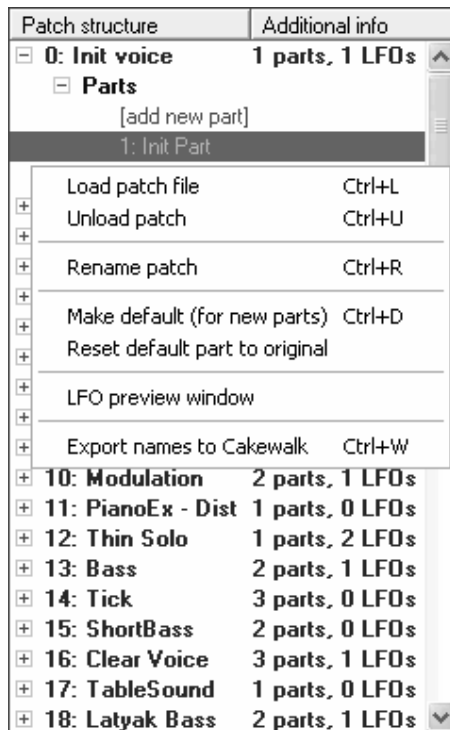 Patch structure Additional info
0: Init voice 1 parts, 1 LFOs
Parts
[add new part]
1: Init Part
Load patch file Ctrl+L
Unload patch Ctrl+U
Rename patch Ctrl+R
Make default (for new parts) Ctrl+D
Reset default part to original
LFO preview window
Export names to Cakewalk Ctrl+W
10: Modulation 2 parts, 1 LFOs
11: PianoEx - Dist 1 parts, 0 LFOs
12: Thin Solo 1 parts, 2 LFOs
13: Bass 2 parts, 1 LFOs
14: Tick 3 parts, 0 LFOs
15: ShortBass 2 parts, 0 LFOs
16: Clear Voice 3 parts, 1 LFOs
17: TableSound 1 parts, 0 LFOs
18: Latyak Bass 2 parts, 1 LFOs